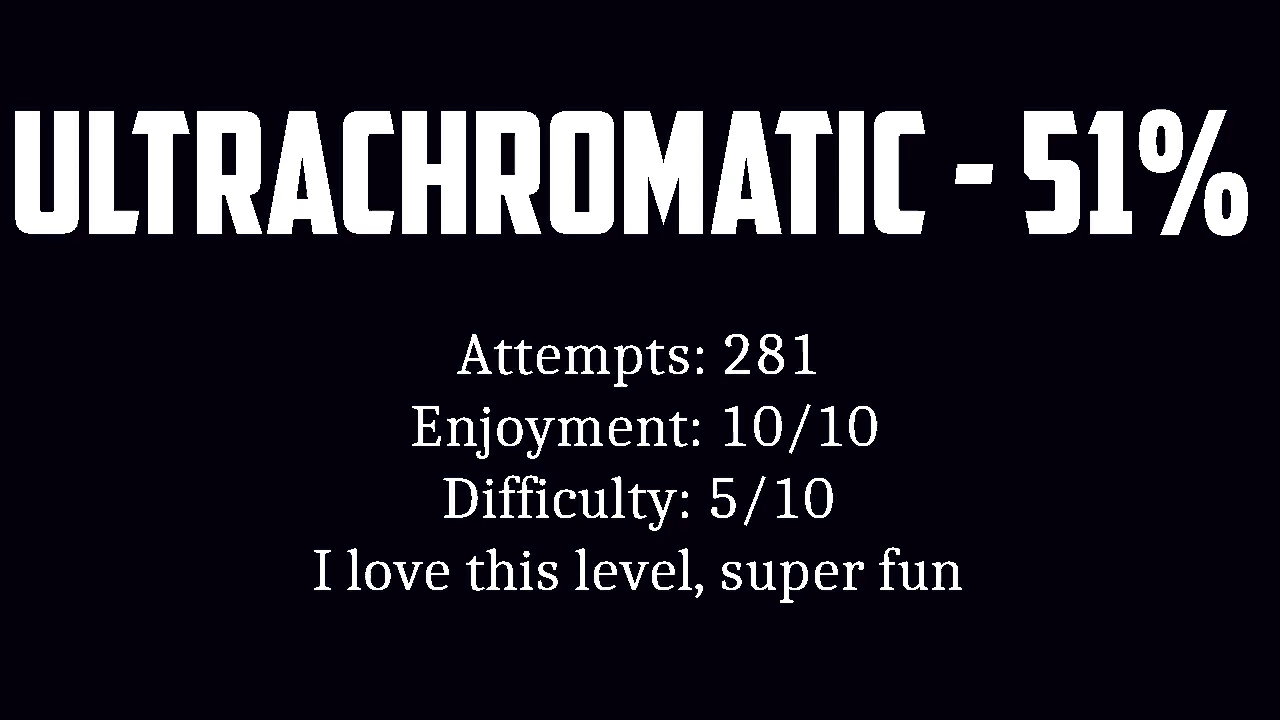 ULTRACHROMATIC - 51%
Attempts: 281
Enjoyment: 10/10
Difficulty: 5/10
I love this level, super fun